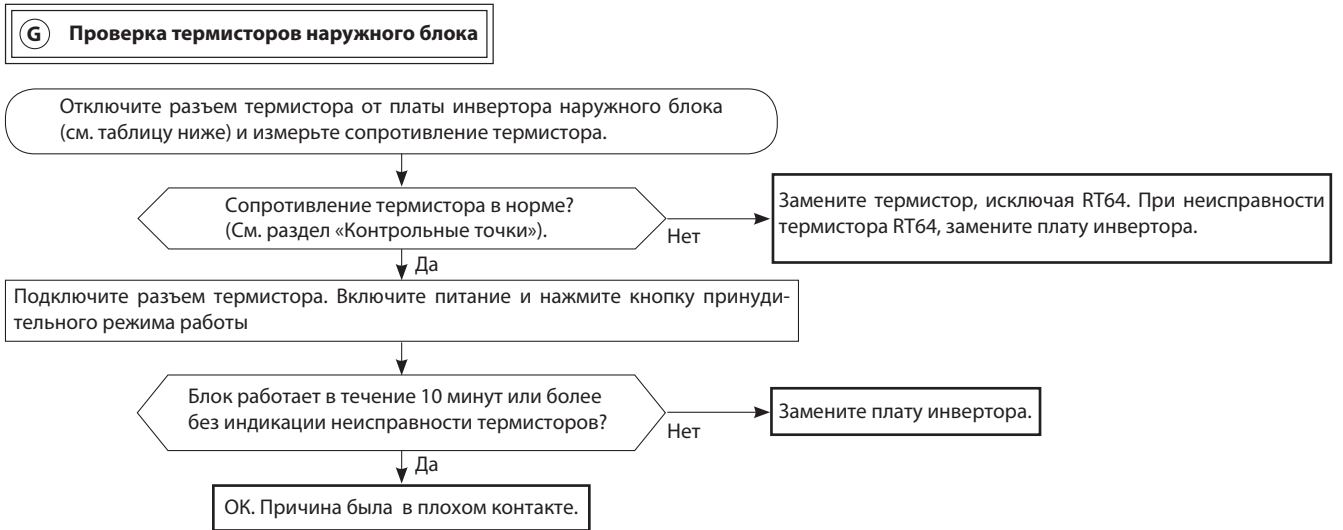 G Проверка термисторов наружного блока
Отключите разъем термистора от платы инвертора наружного блока
(см. таблицу ниже) и измерьте сопротивление термистора.
Сопротивление термистора в норме?
(См. раздел «Контрольные точки»).
Нет
Замените термистор, исключая RT64. При неисправности
термистора RT64, замените плату инвертора.
Да
Подключите разъем термистора. Включите питание и нажмите кнопку принуди-
тельного режима работы
Блок работает в течение 10 минут или более
без индикации неисправности термисторов?
Нет
Замените плату инвертора.
Да
ОК. Причина была в плохом контакте.